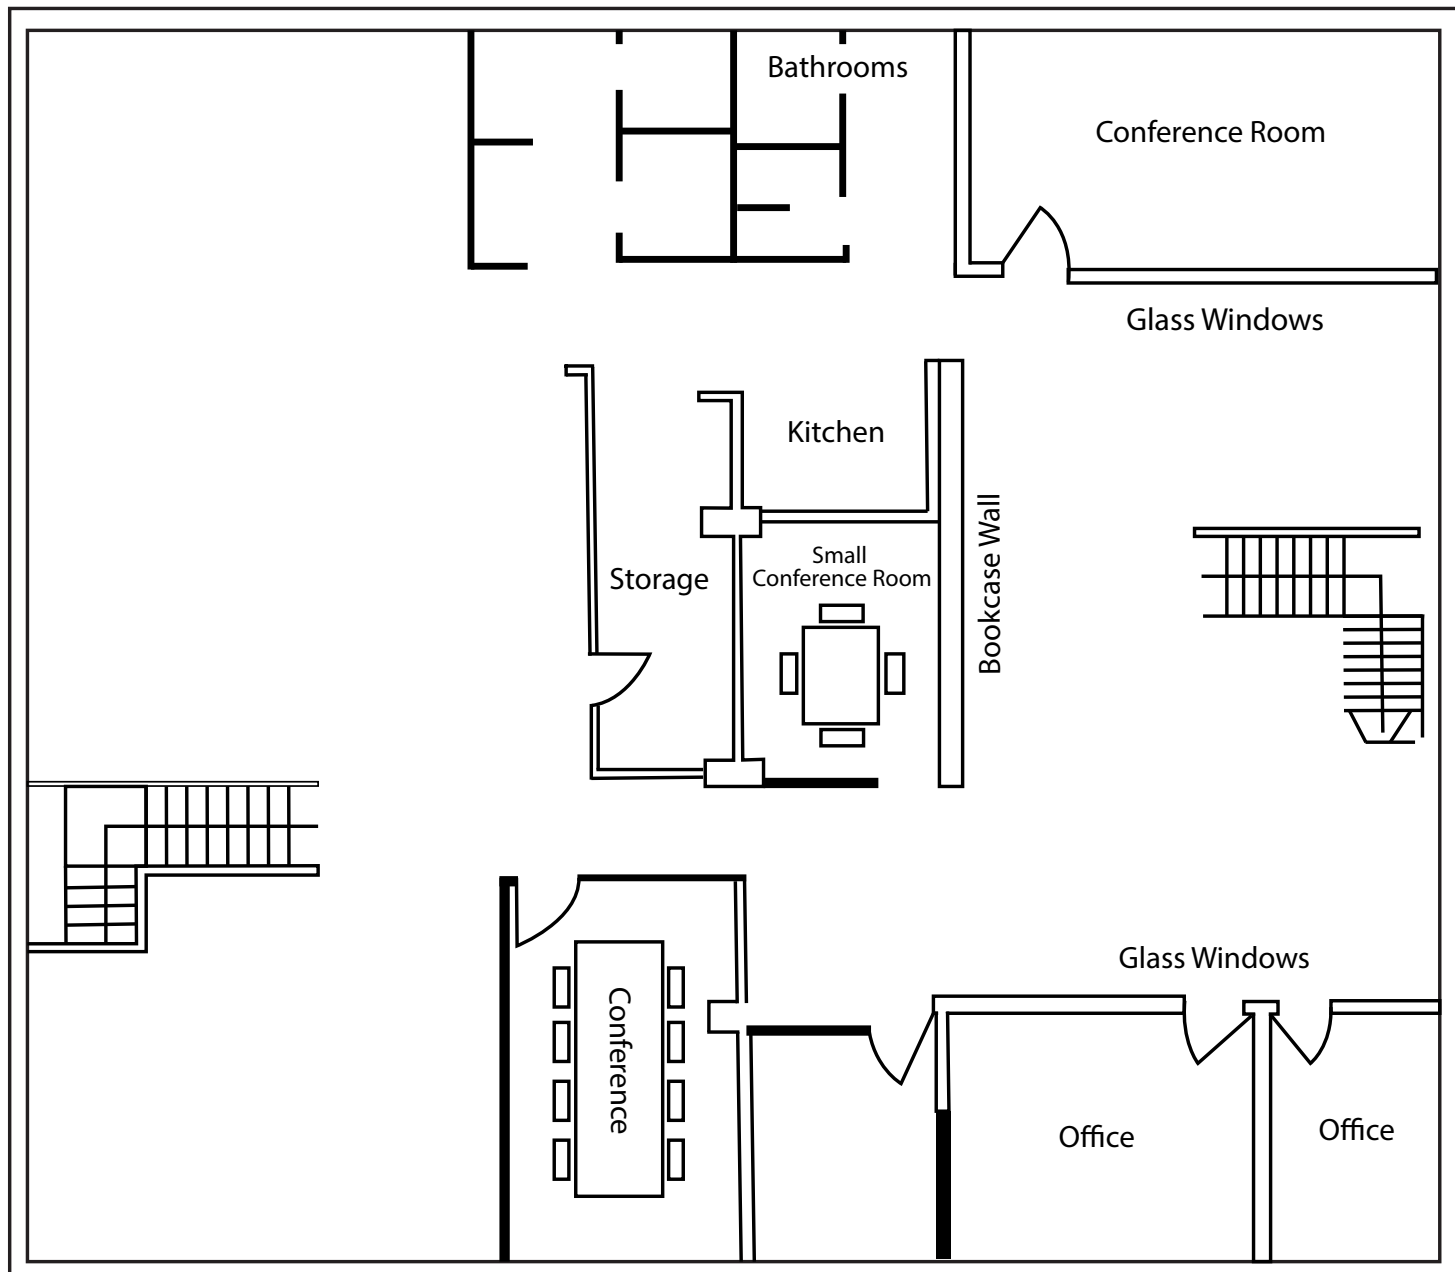 Bathrooms
Conference Room
Glass Windows
Kitchen
Bookcase Wall
Small
Conference Room
Storage
Glass Windows
Conference
Office
Office